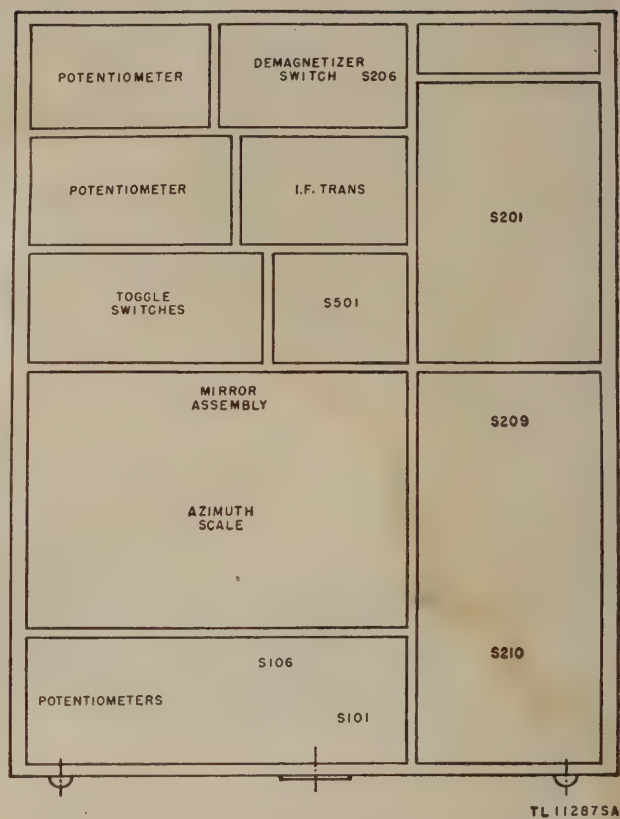 POTENTIOMETER
DEMAGNETIZER
SWITCH S206
POTENTIOMETER
I.F. TRANS
S201
TOGGLE
SWITCHES
S501
MIRROR
ASSEMBLY
S209
AZIMUTH
SCALE
S106
S210
POTENTIOMETERS
S101
TL11287SA